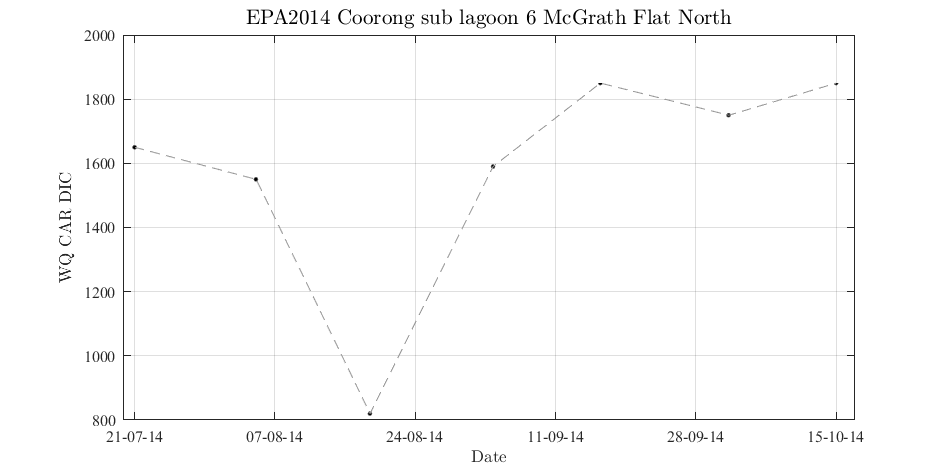 EPA2014 Coorong sub lagoon 6 McGrath Flat North
2000
1800
1600
1400
1200
1000
800
WQ CAR DIC
21-07-14 07-08-14 24-08-14 11-09-14 28-09-14 15-10-14
Date